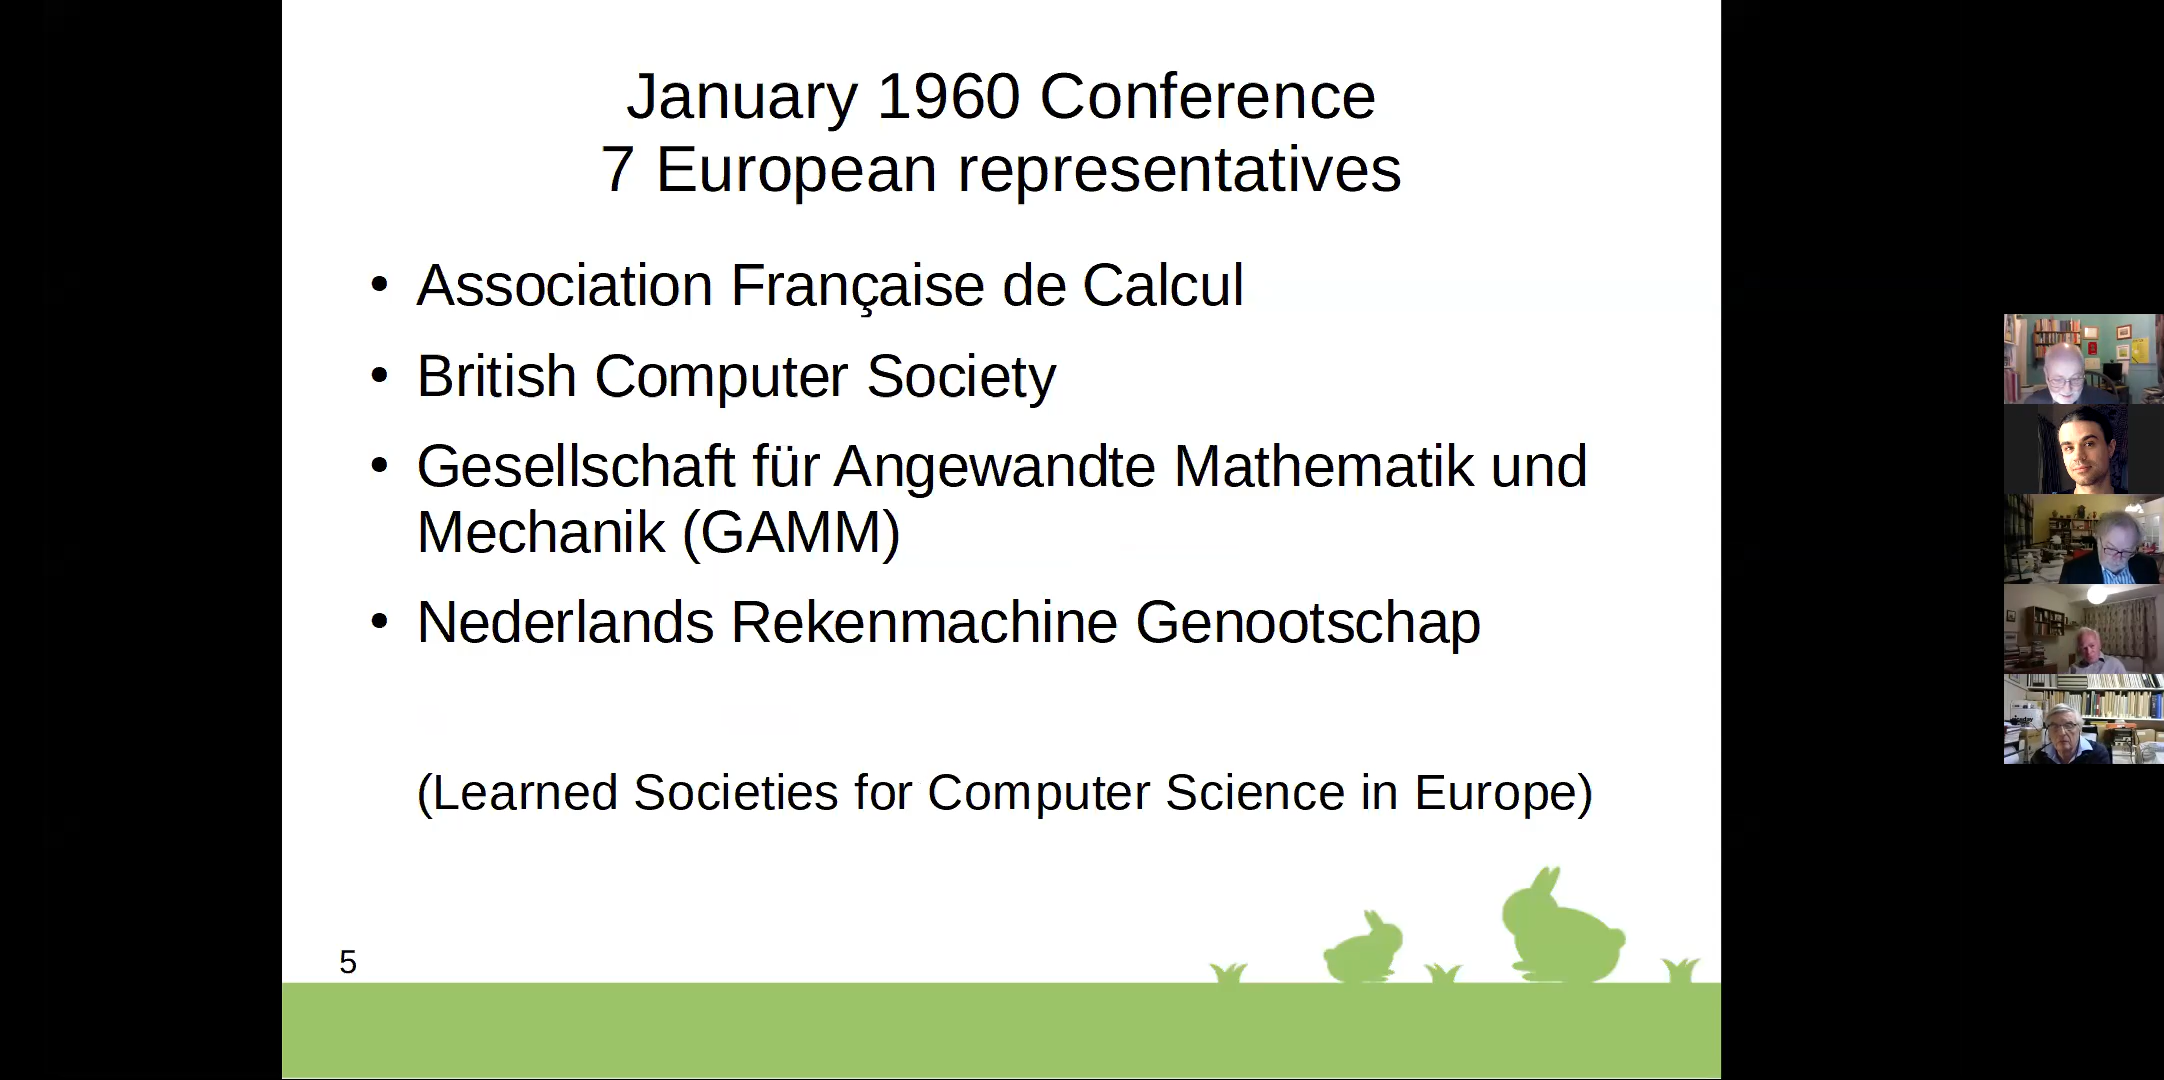 January 1960 Conference
7 European representatives
• Association Française de Calcul
• British Computer Society
• Gesellschaft für Angewandte Mathematik und
Mechanik (GAMM)
• Nederlands Rekenmachine Genootschap
(Learned Societies for Computer Science in Europe)
5